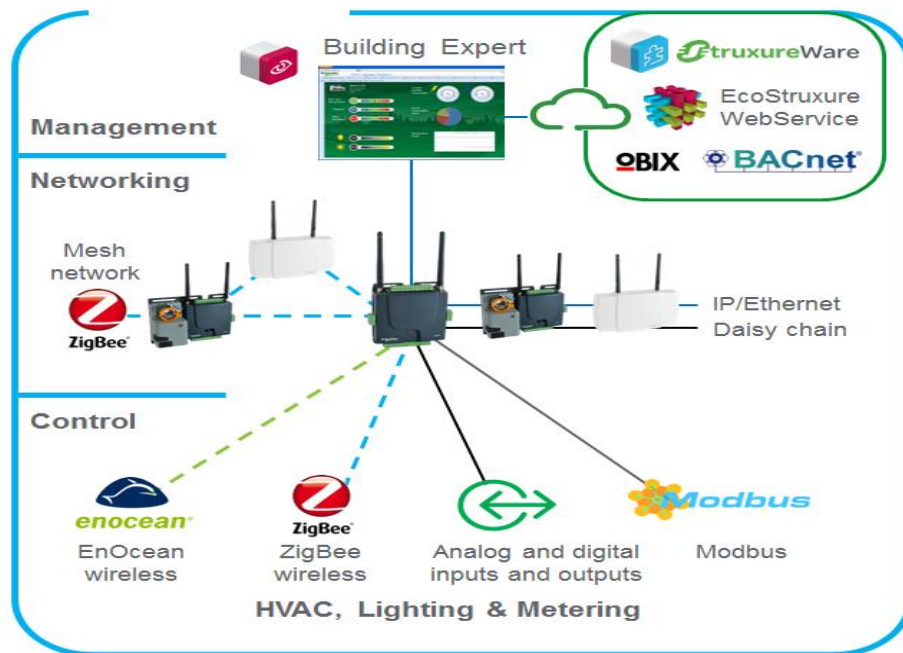 Building Expert
StruxureWare
EcoStruxure
WebService
oBIX
BACnet®
Management
Networking
Mesh
network
ZigBee®
IP/Ethernet
Daisy chain
Control
enocean®
EnOcean
wireless
ZigBee®
ZigBee
wireless
Analog and digital
inputs and outputs
Modbus
Modbus
HVAC, Lighting & Metering